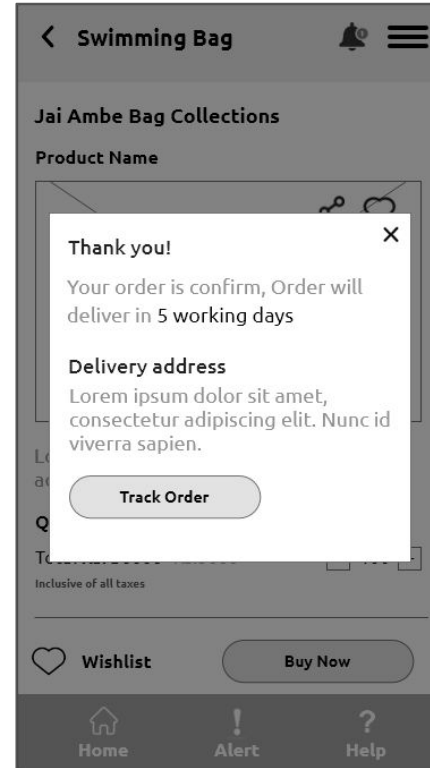 Swimming Bag
Jai Ambe Bag Collections
Product Name
Thank you!
Your order is confirm, Order will
deliver in 5 working days
Delivery address
Lorem ipsum dolor sit amet,
consectetur adipiscing elit. Nunc id
viverra sapien.
Track Order
Inclusive of all taxes
Wishlist
Buy Now
Home
Alert
Help